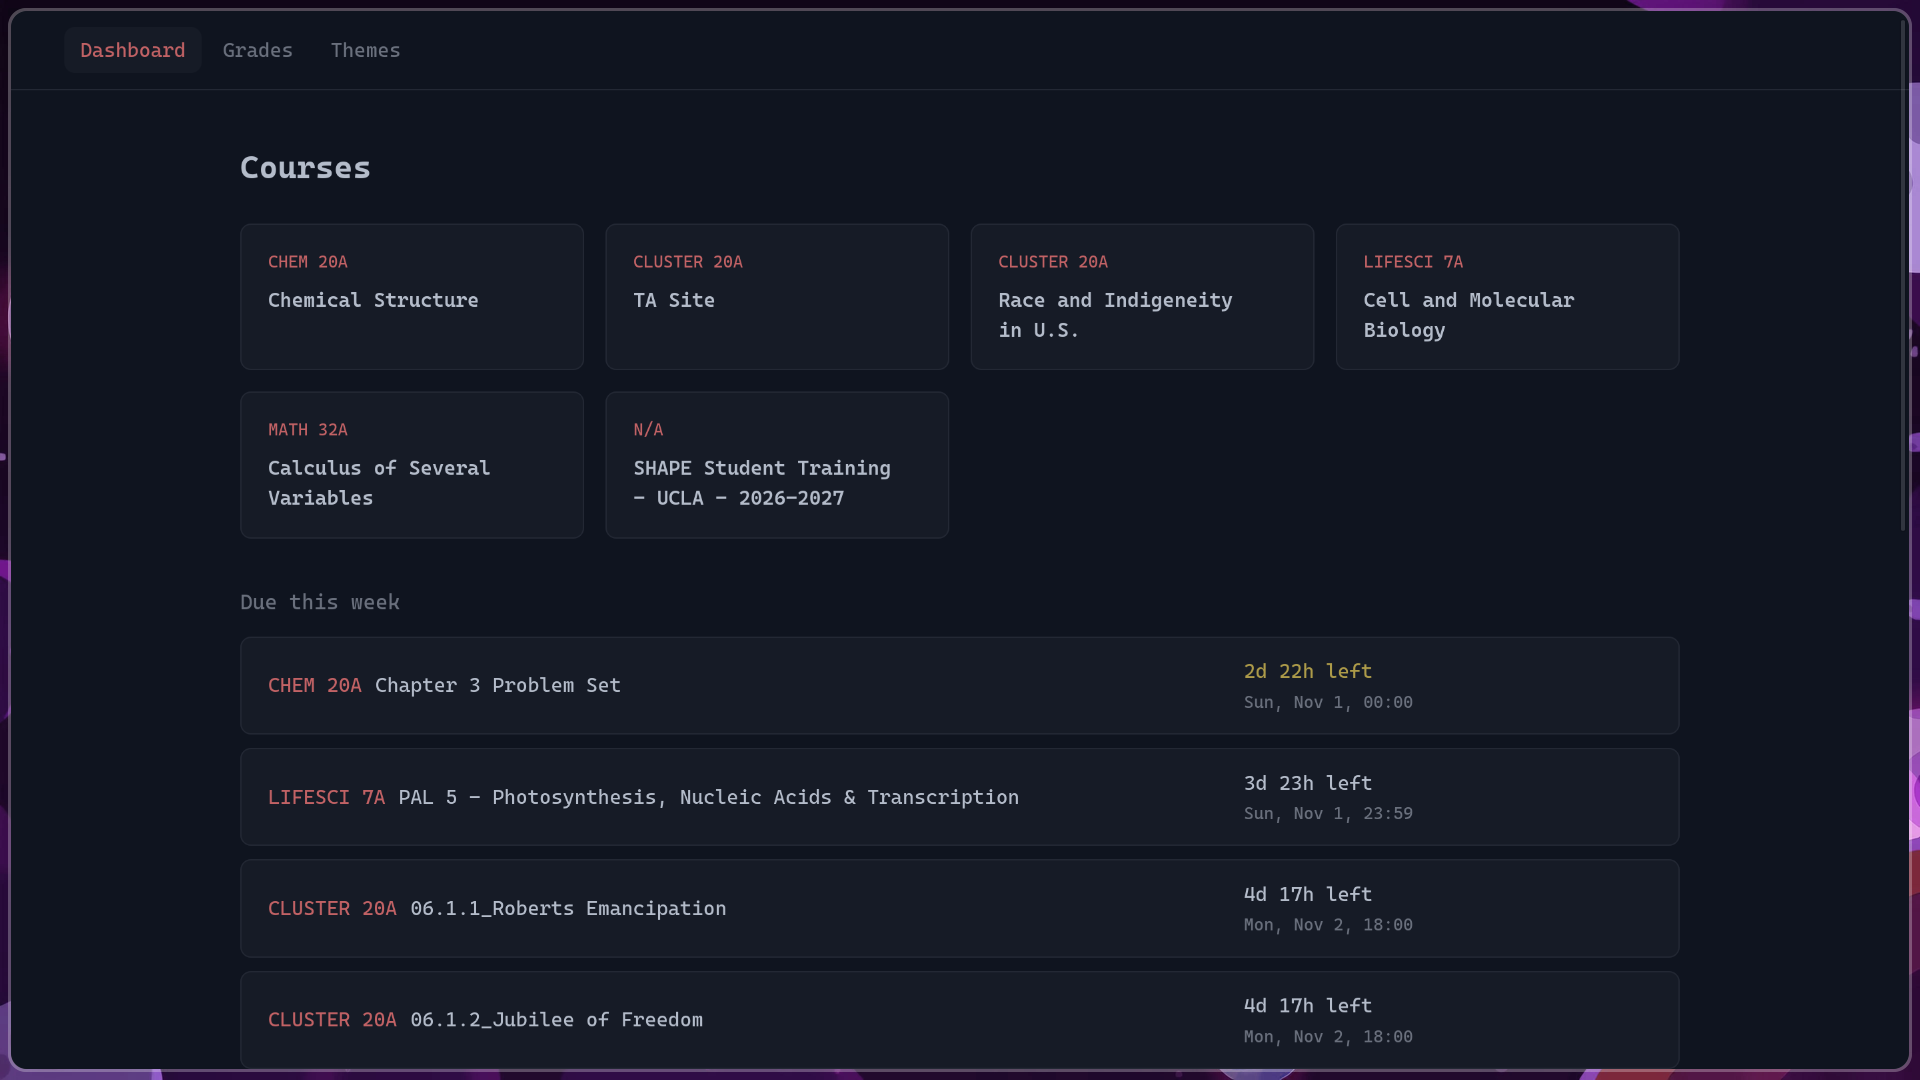 Dashboard Grades Themes
Courses
CHEM 20A
Chemical Structure
CLUSTER 20A
TA Site
CLUSTER 20A
Race and Indigeneity
in U.S.
LIFESCI 7A
Cell and Molecular
Biology
MATH 32A
Calculus of Several
Variables
N/A
SHAPE Student Training
- UCLA - 2026-2027
Due this week
CHEM 20A Chapter 3 Problem Set
2d 22h left
Sun, Nov 1, 00:00
LIFESCI 7A PAL 5 - Photosynthesis, Nucleic Acids & Transcription
3d 23h left
Sun, Nov 1, 23:59
CLUSTER 20A 06.1.1_Roberts Emancipation
4d 17h left
Mon, Nov 2, 18:00
CLUSTER 20A 06.1.2_Jubilee of Freedom
4d 17h left
Mon, Nov 2, 18:00